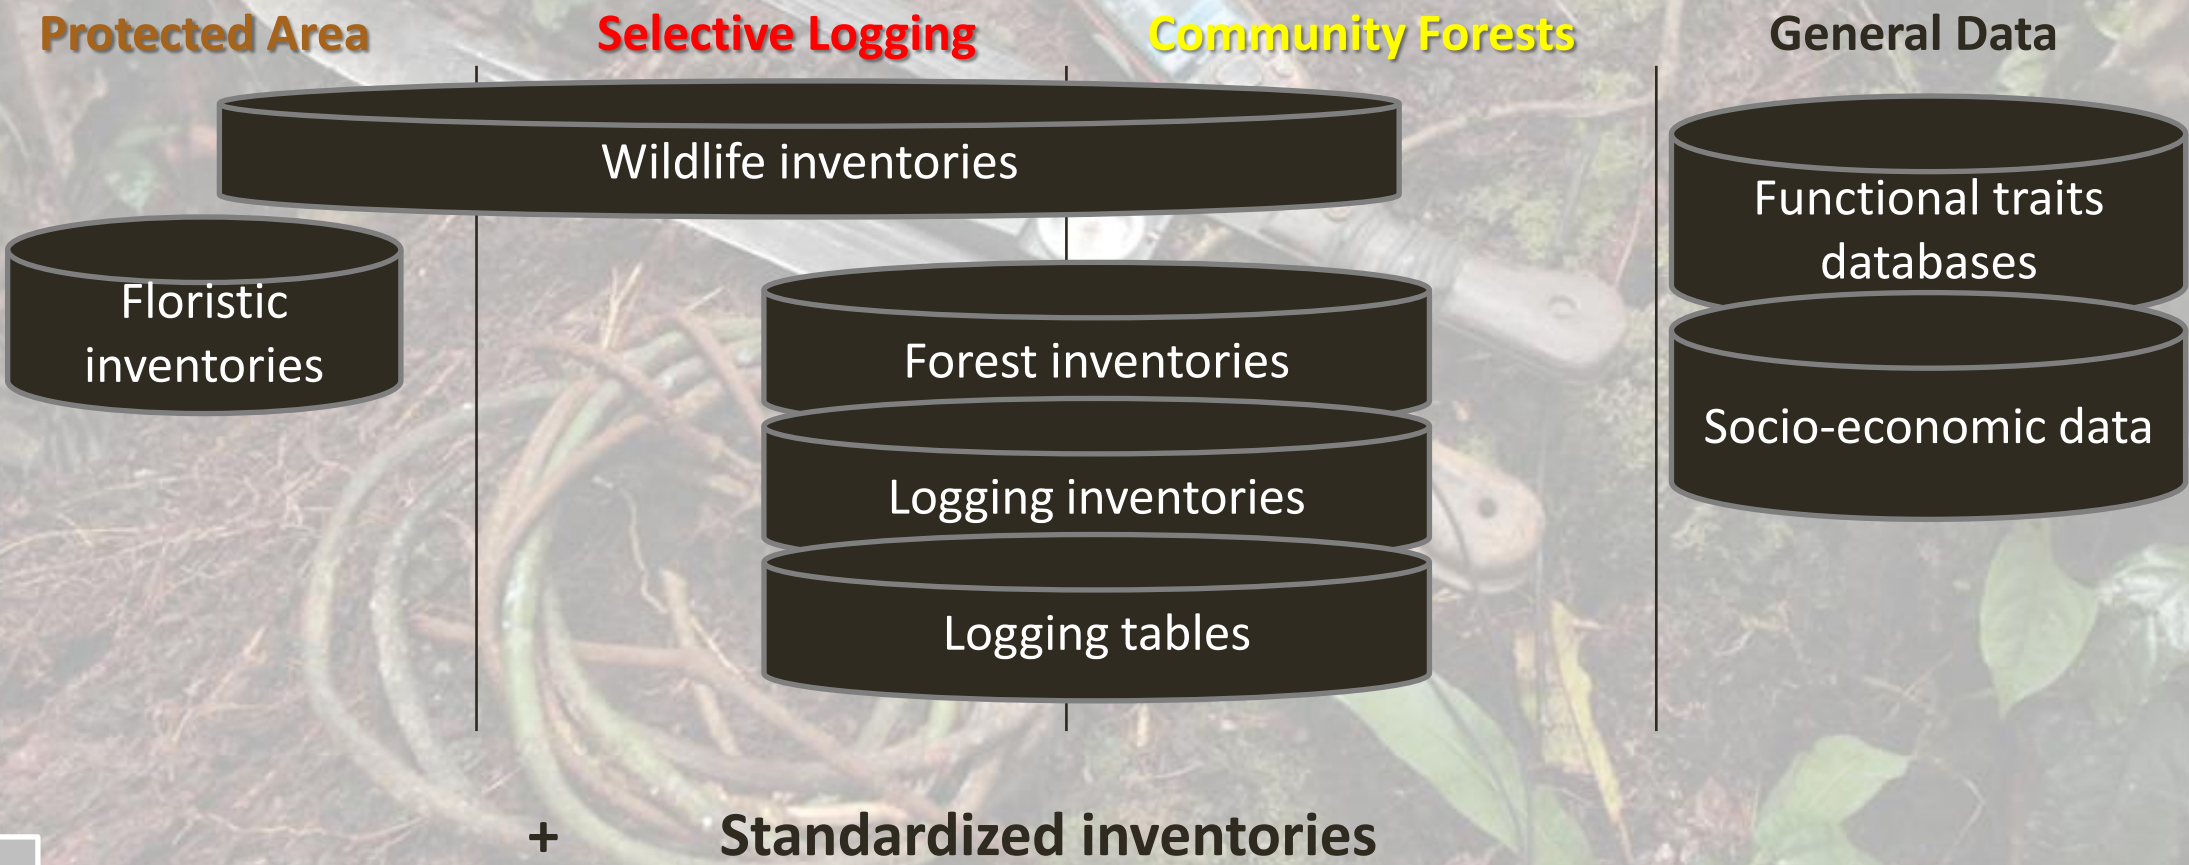 Protected Area
Selective Logging
Community Forests
General Data
Wildlife inventories
Functional traits
databases
Floristic
inventories
Forest inventories
Socio-economic data
Logging inventories
Logging tables
+ Standardized inventories